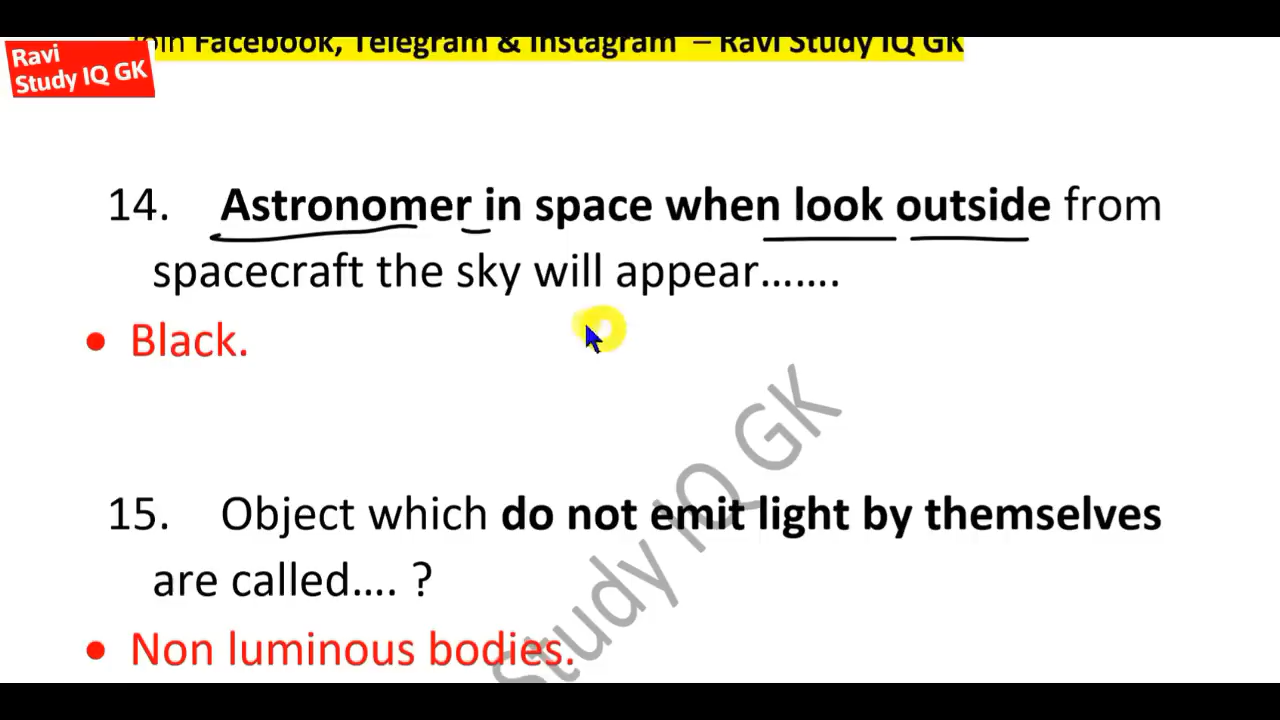 Join Facebook, Telegram & Instagram – Ravi Study IQ GK
Ravi
Study IQ GK
14. Astronomer in space when look outside from
spacecraft the sky will appear…….
• Black.
Study IQ GK
15. Object which do not emit light by themselves
are called…. ?
• Non luminous bodies.